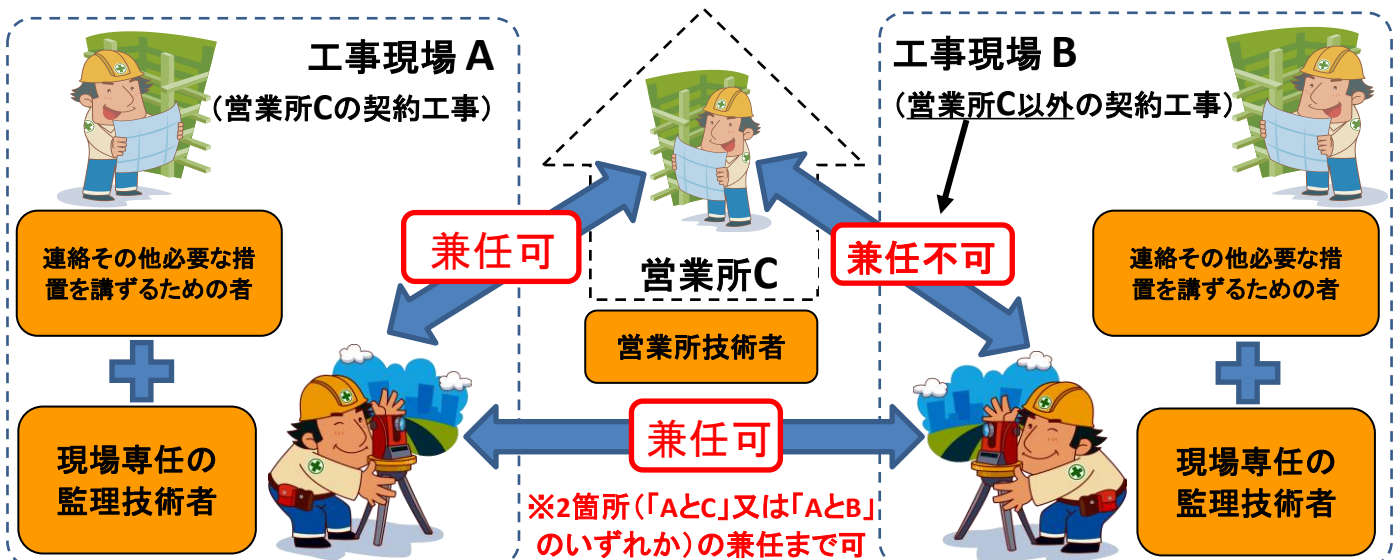 工事現場A
（営業所Cの契約工事）
連絡その他必要な措
置を講ずるための者
現場専任の
監理技術者
兼任可
営業所C
営業所技術者
兼任不可
兼任可
※2箇所（「AとC」又は「AとB」
のいずれか）の兼任まで可
工事現場B
（営業所C以外の契約工事）
連絡その他必要な措
置を講ずるための者
現場専任の
監理技術者